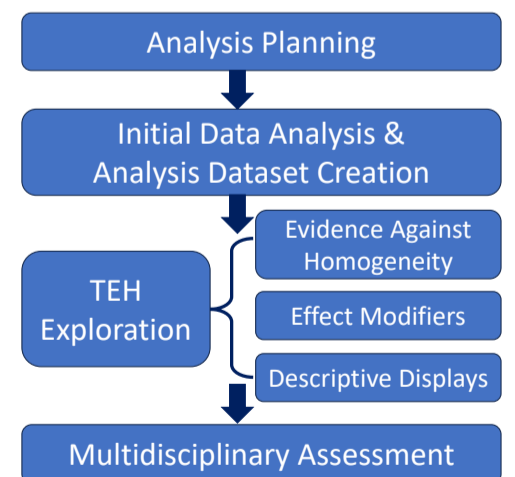 Analysis Planning
Initial Data Analysis &
Analysis Dataset Creation
TEH
Exploration
Evidence Against
Homogeneity
Effect Modifiers
Descriptive Displays
Multidisciplinary Assessment